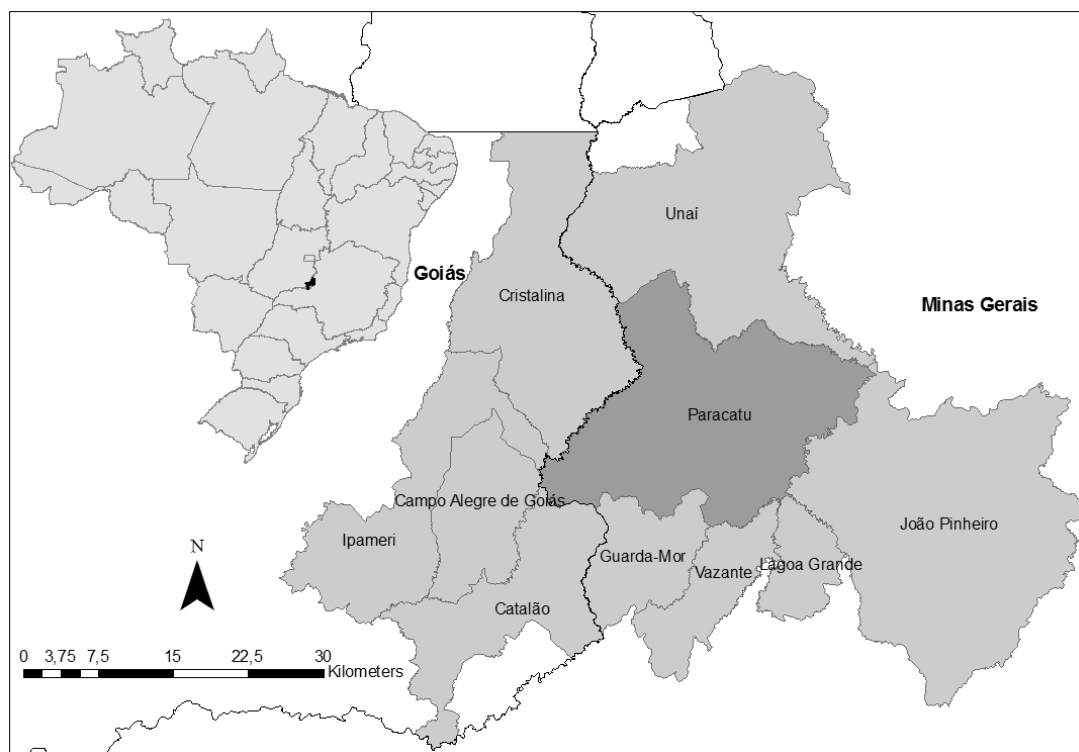 Unaí
Goiás
Cristalina
Minas Gerais
Paracatu
Campo Alegre de Goiás
João Pinheiro
Ipameri
Guarda-Mor
Vazante
Lagoa Grande
N
Catalão
0 3,75 7,5 15 22,5 30
Kilometers